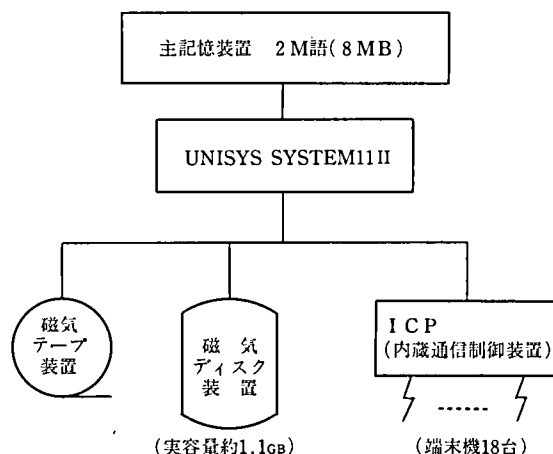 主記憶装置 2M語(8MB)
UNISYS SYSTEM11II
磁気
テープ
装置
磁気
ディスク
装置
(実容量約1.1GB)
ICP
(内蔵通信制御装置)
(端末機18台)